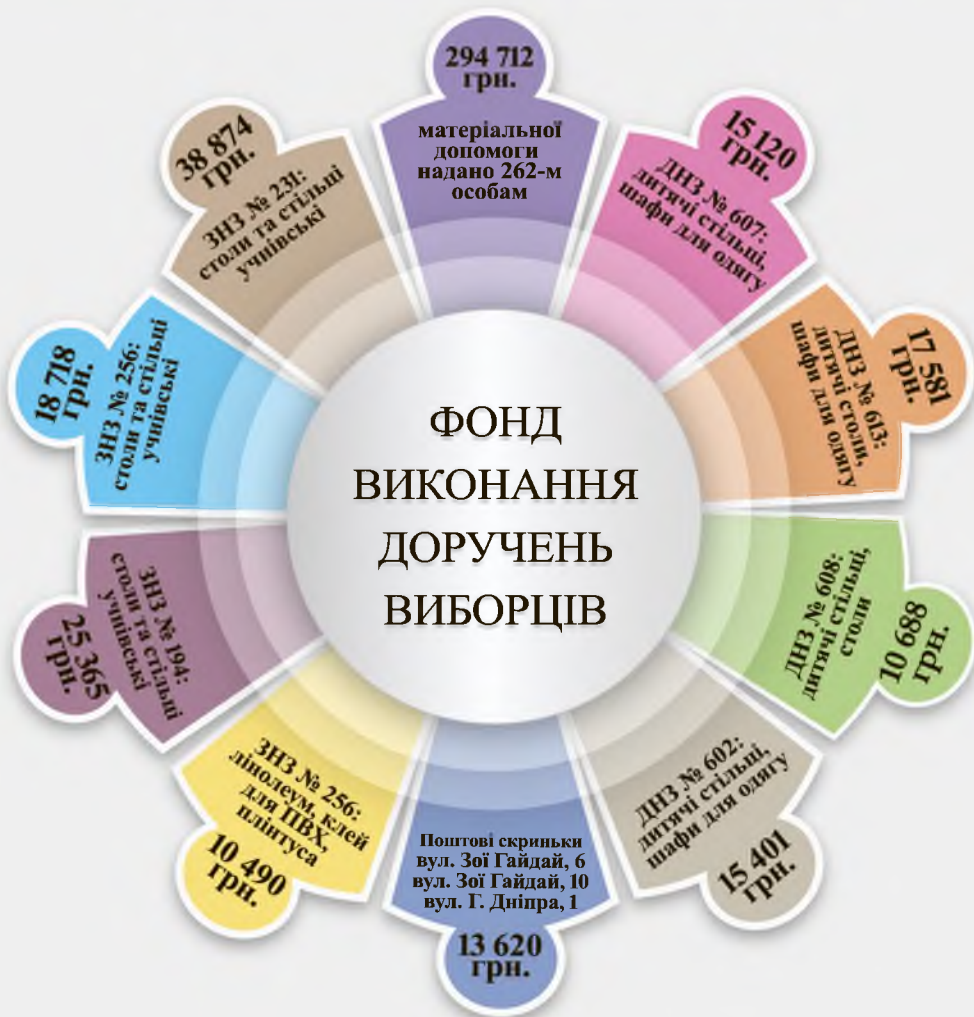 ФОНД
ВИКОНАННЯ
ДОРУЧЕНЬ
ВИБОРЦІВ
294 712
грн.
матеріальної
допомоги
надано 262-м
особам
15 120
грн.
ДНЗ № 607:
дитячі стільці,
шафи для одягу
17 581
грн.
ДНЗ № 613:
дитячі столи,
шафи для одягу
10 688
грн.
ДНЗ № 608:
дитячі стільці,
столи
15 401
грн.
ДНЗ № 602:
дитячі стільці,
шафи для одягу
13 620
грн.
Поштові скриньки
вул. Зої Гайдай, 6
вул. Зої Гайдай, 10
вул. Г. Дніпра, 1
10 490
грн.
ЗНЗ № 256:
лінолеум, клей
для ПВХ,
плінтуса
25 365
грн.
ЗНЗ № 194:
столи та стільці
учнівські
18 718
грн.
ЗНЗ № 256:
столи та стільці
учнівські
38 874
грн.
ЗНЗ № 231:
столи та стільці
учнівські